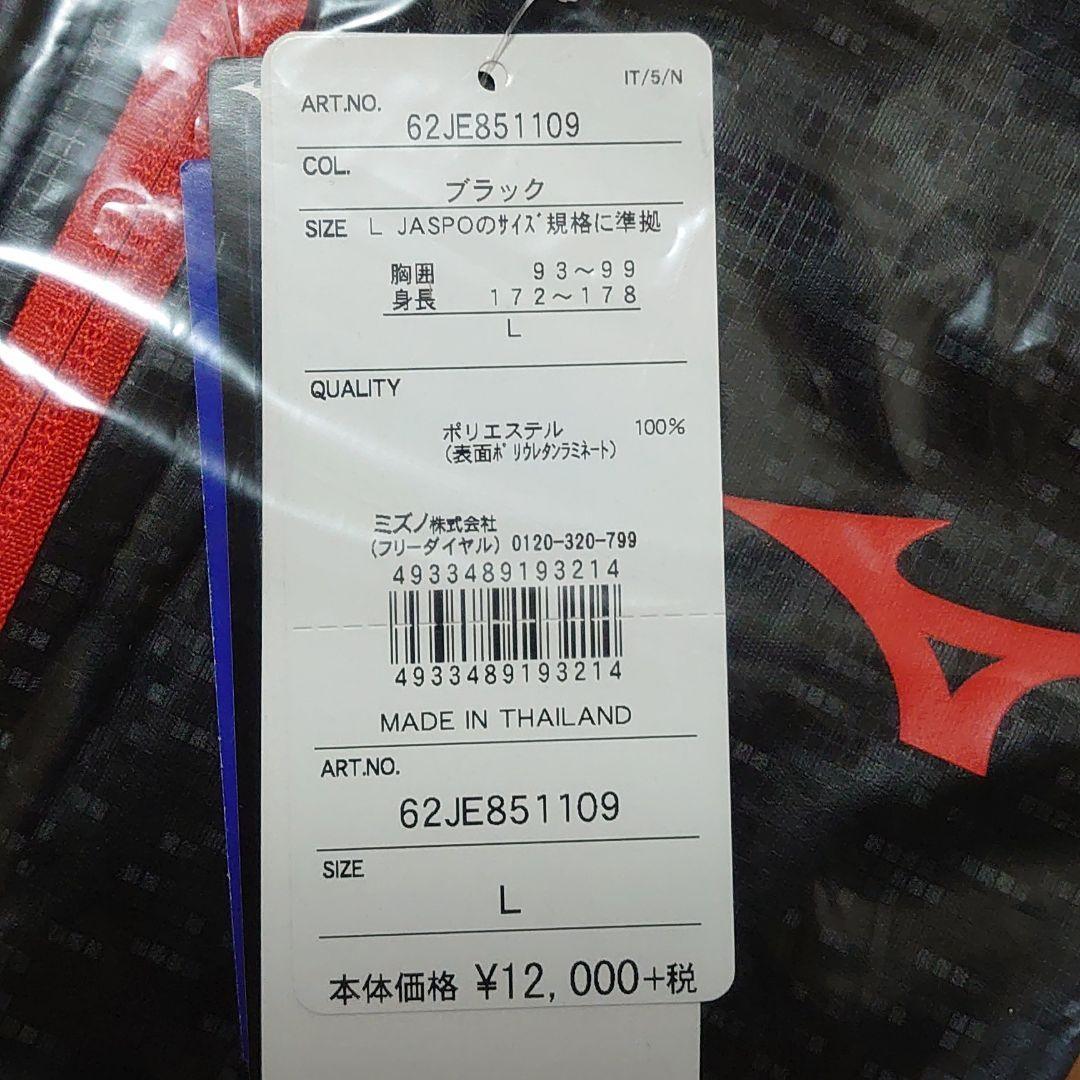 IT/5/N
ART.NO.
62JE851109
COL.
ブラック
SIZE L JASPOのｻｲｽﾞ規格に準拠
胸囲 93～99
身長 172～178
L
QUALITY
ポリエステル 100%
(表面ﾎﾟﾘｳﾚﾀﾝﾗﾐﾈｰﾄ)
ミズノ株式会社
(フリーダイヤル) 0120-320-799
4933489193214
4933489193214
MADE IN THAILAND
ART.NO.
62JE851109
SIZE
L
本体価格 ¥12,000+税